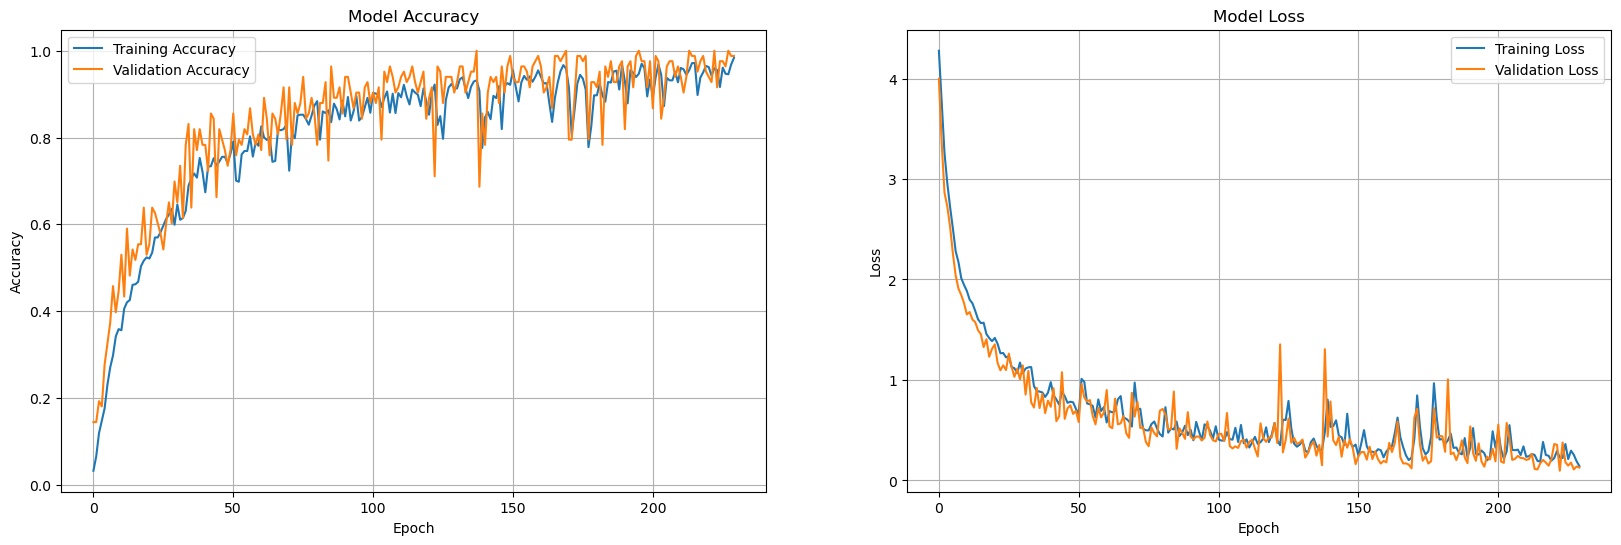 Model Accuracy
Training Accuracy
Validation Accuracy
1.0
0.8
0.6
0.4
0.2
0.0
Accuracy
0
50
100
150
200
Epoch
Model Loss
Training Loss
Validation Loss
4
3
2
1
0
Loss
0
50
100
150
200
Epoch